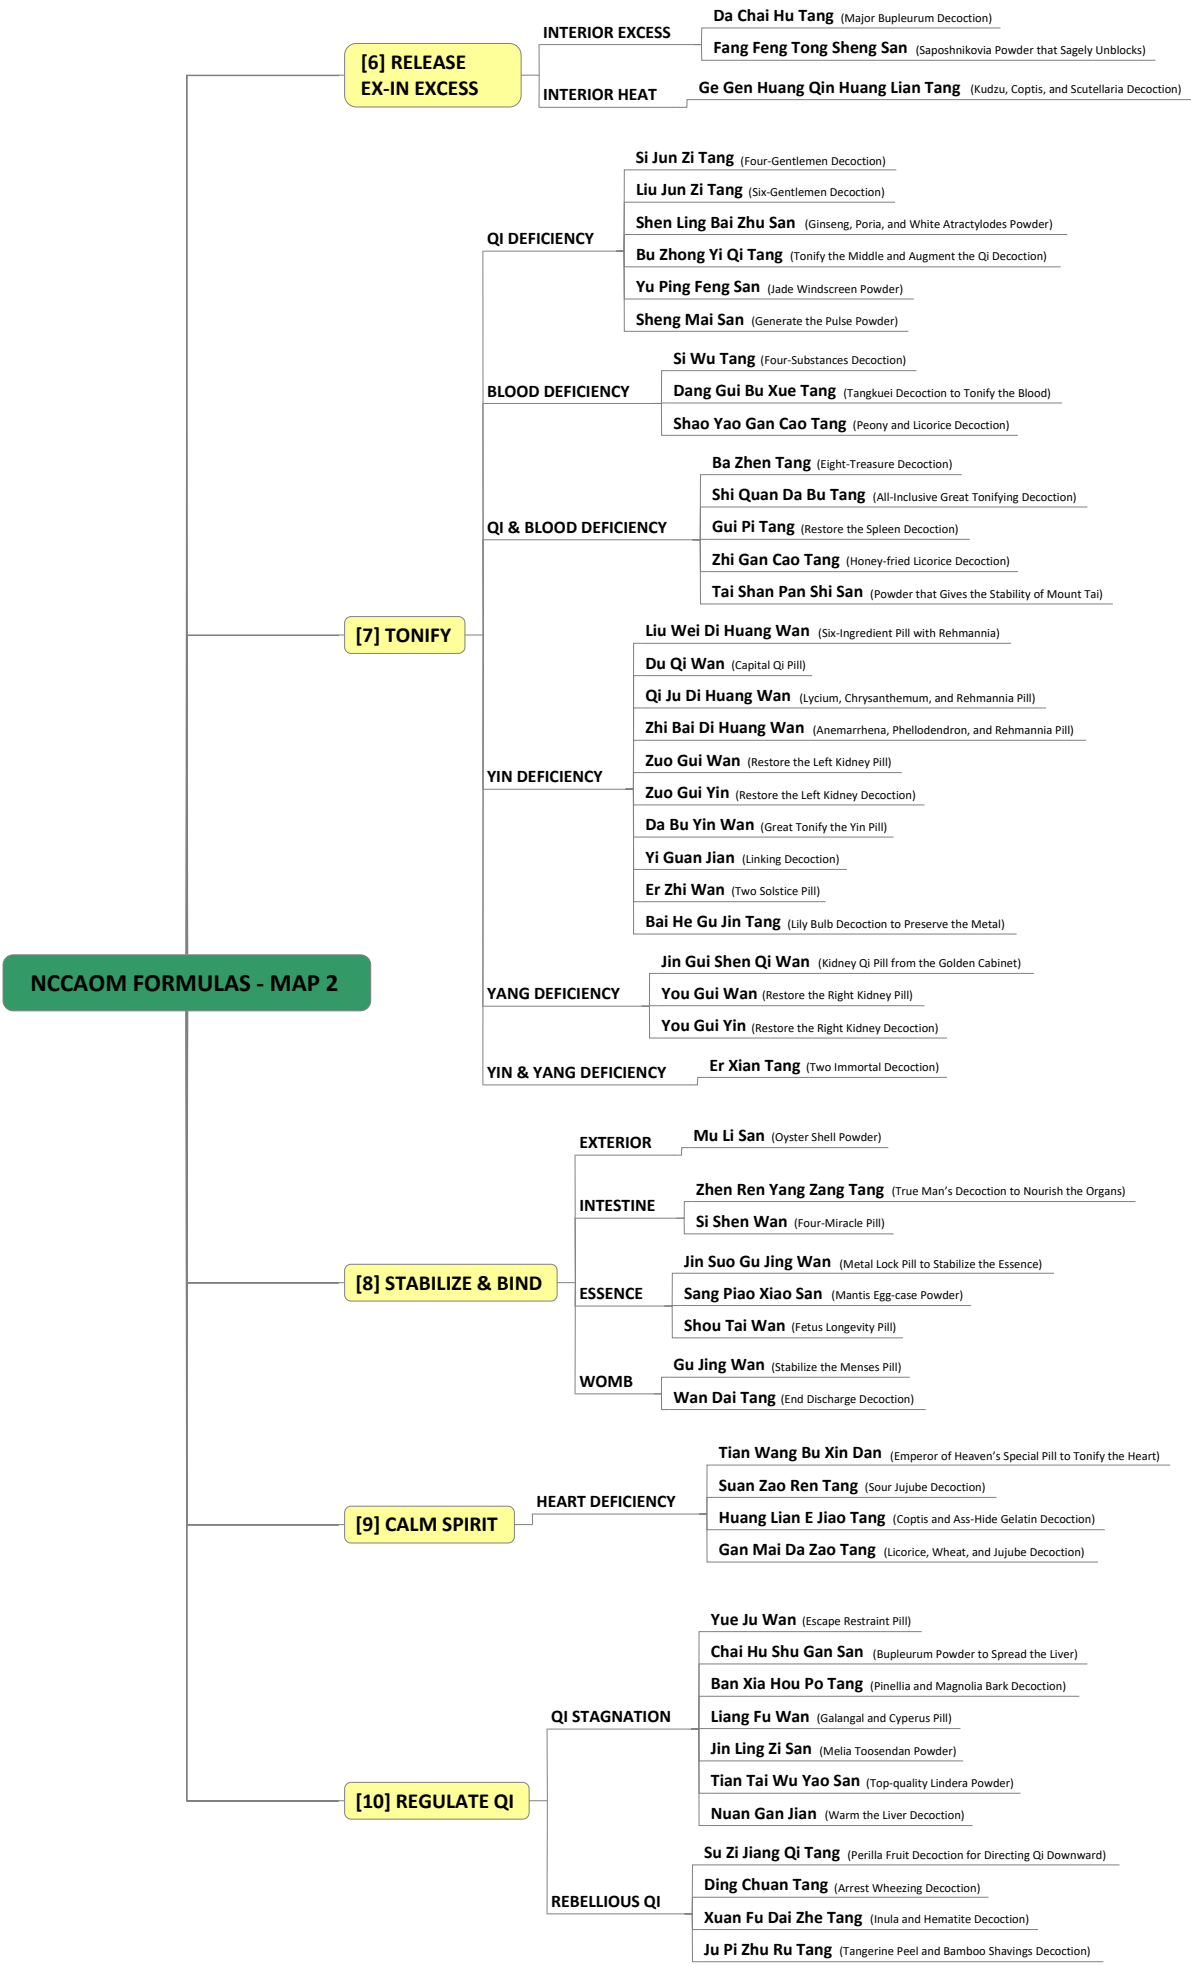 NCCAOM FORMULAS - MAP 2
[6] RELEASE
EX-IN EXCESS
INTERIOR EXCESS
Da Chai Hu Tang (Major Bupleurum Decoction)
Fang Feng Tong Sheng San (Saposhnikovia Powder that Sagely Unblocks)
INTERIOR HEAT
Ge Gen Huang Qin Huang Lian Tang (Kudzu, Coptis, and Scutellaria Decoction)
[7] TONIFY
QI DEFICIENCY
Si Jun Zi Tang (Four-Gentlemen Decoction)
Liu Jun Zi Tang (Six-Gentlemen Decoction)
Shen Ling Bai Zhu San (Ginseng, Poria, and White Atractylodes Powder)
Bu Zhong Yi Qi Tang (Tonify the Middle and Augment the Qi Decoction)
Yu Ping Feng San (Jade Windscreen Powder)
Sheng Mai San (Generate the Pulse Powder)
BLOOD DEFICIENCY
Si Wu Tang (Four-Substances Decoction)
Dang Gui Bu Xue Tang (Tangkuei Decoction to Tonify the Blood)
Shao Yao Gan Cao Tang (Peony and Licorice Decoction)
QI & BLOOD DEFICIENCY
Ba Zhen Tang (Eight-Treasure Decoction)
Shi Quan Da Bu Tang (All-Inclusive Great Tonifying Decoction)
Gui Pi Tang (Restore the Spleen Decoction)
Zhi Gan Cao Tang (Honey-fried Licorice Decoction)
Tai Shan Pan Shi San (Powder that Gives the Stability of Mount Tai)
YIN DEFICIENCY
Liu Wei Di Huang Wan (Six-Ingredient Pill with Rehmannia)
Du Qi Wan (Capital Qi Pill)
Qi Ju Di Huang Wan (Lycium, Chrysanthemum, and Rehmannia Pill)
Zhi Bai Di Huang Wan (Anemarrhena, Phellodendron, and Rehmannia Pill)
Zuo Gui Wan (Restore the Left Kidney Pill)
Zuo Gui Yin (Restore the Left Kidney Decoction)
Da Bu Yin Wan (Great Tonify the Yin Pill)
Yi Guan Jian (Linking Decoction)
Er Zhi Wan (Two Solstice Pill)
Bai He Gu Jin Tang (Lily Bulb Decoction to Preserve the Metal)
YANG DEFICIENCY
Jin Gui Shen Qi Wan (Kidney Qi Pill from the Golden Cabinet)
You Gui Wan (Restore the Right Kidney Pill)
You Gui Yin (Restore the Right Kidney Decoction)
YIN & YANG DEFICIENCY
Er Xian Tang (Two Immortal Decoction)
[8] STABILIZE & BIND
EXTERIOR
Mu Li San (Oyster Shell Powder)
INTESTINE
Zhen Ren Yang Zang Tang (True Man's Decoction to Nourish the Organs)
Si Shen Wan (Four-Miracle Pill)
ESSENCE
Jin Suo Gu Jing Wan (Metal Lock Pill to Stabilize the Essence)
Sang Piao Xiao San (Mantis Egg-case Powder)
Shou Tai Wan (Fetus Longevity Pill)
WOMB
Gu Jing Wan (Stabilize the Menses Pill)
Wan Dai Tang (End Discharge Decoction)
[9] CALM SPIRIT
HEART DEFICIENCY
Tian Wang Bu Xin Dan (Emperor of Heaven's Special Pill to Tonify the Heart)
Suan Zao Ren Tang (Sour Jujube Decoction)
Huang Lian E Jiao Tang (Coptis and Ass-Hide Gelatin Decoction)
Gan Mai Da Zao Tang (Licorice, Wheat, and Jujube Decoction)
[10] REGULATE QI
QI STAGNATION
Yue Ju Wan (Escape Restraint Pill)
Chai Hu Shu Gan San (Bupleurum Powder to Spread the Liver)
Ban Xia Hou Po Tang (Pinellia and Magnolia Bark Decoction)
Liang Fu Wan (Galangal and Cyperus Pill)
Jin Ling Zi San (Melia Toosendan Powder)
Tian Tai Wu Yao San (Top-quality Lindera Powder)
Nuan Gan Jian (Warm the Liver Decoction)
REBELLIOUS QI
Su Zi Jiang Qi Tang (Perilla Fruit Decoction for Directing Qi Downward)
Ding Chuan Tang (Arrest Wheezing Decoction)
Xuan Fu Dai Zhe Tang (Inula and Hematite Decoction)
Ju Pi Zhu Ru Tang (Tangerine Peel and Bamboo Shavings Decoction)